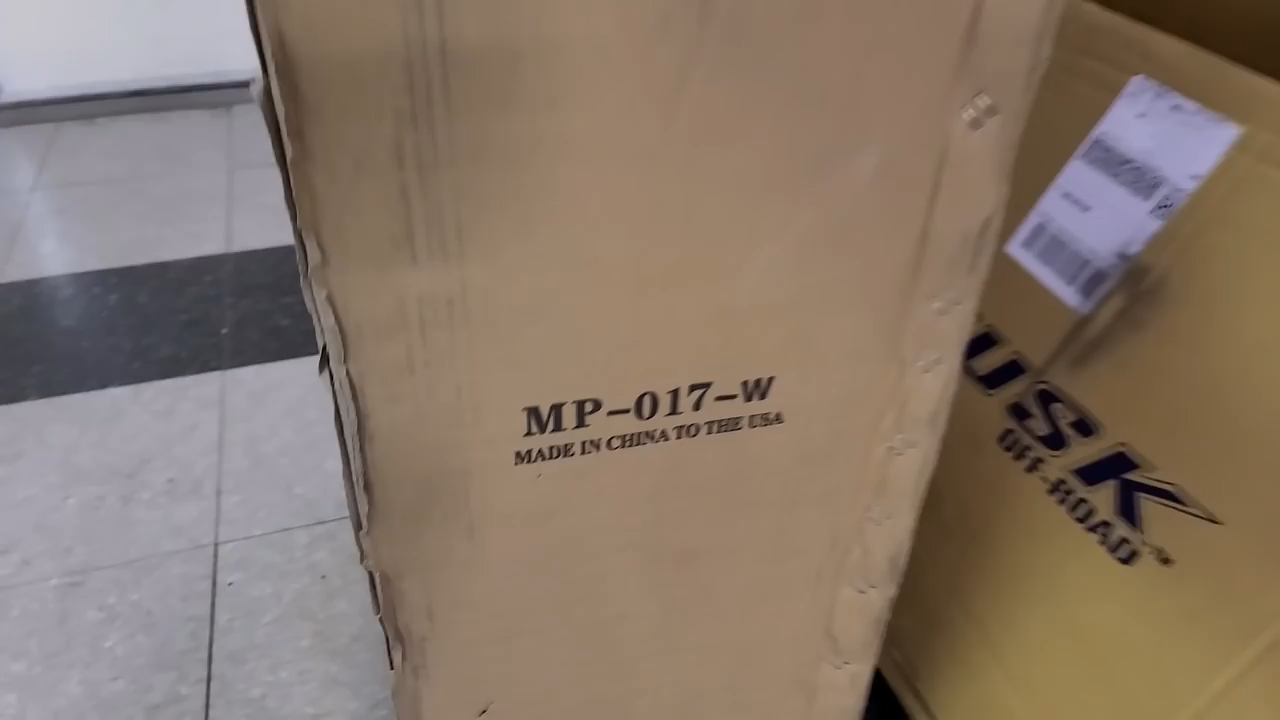 MP-017-W
MADE IN CHINA TO THE USA
USK
OFF-ROAD